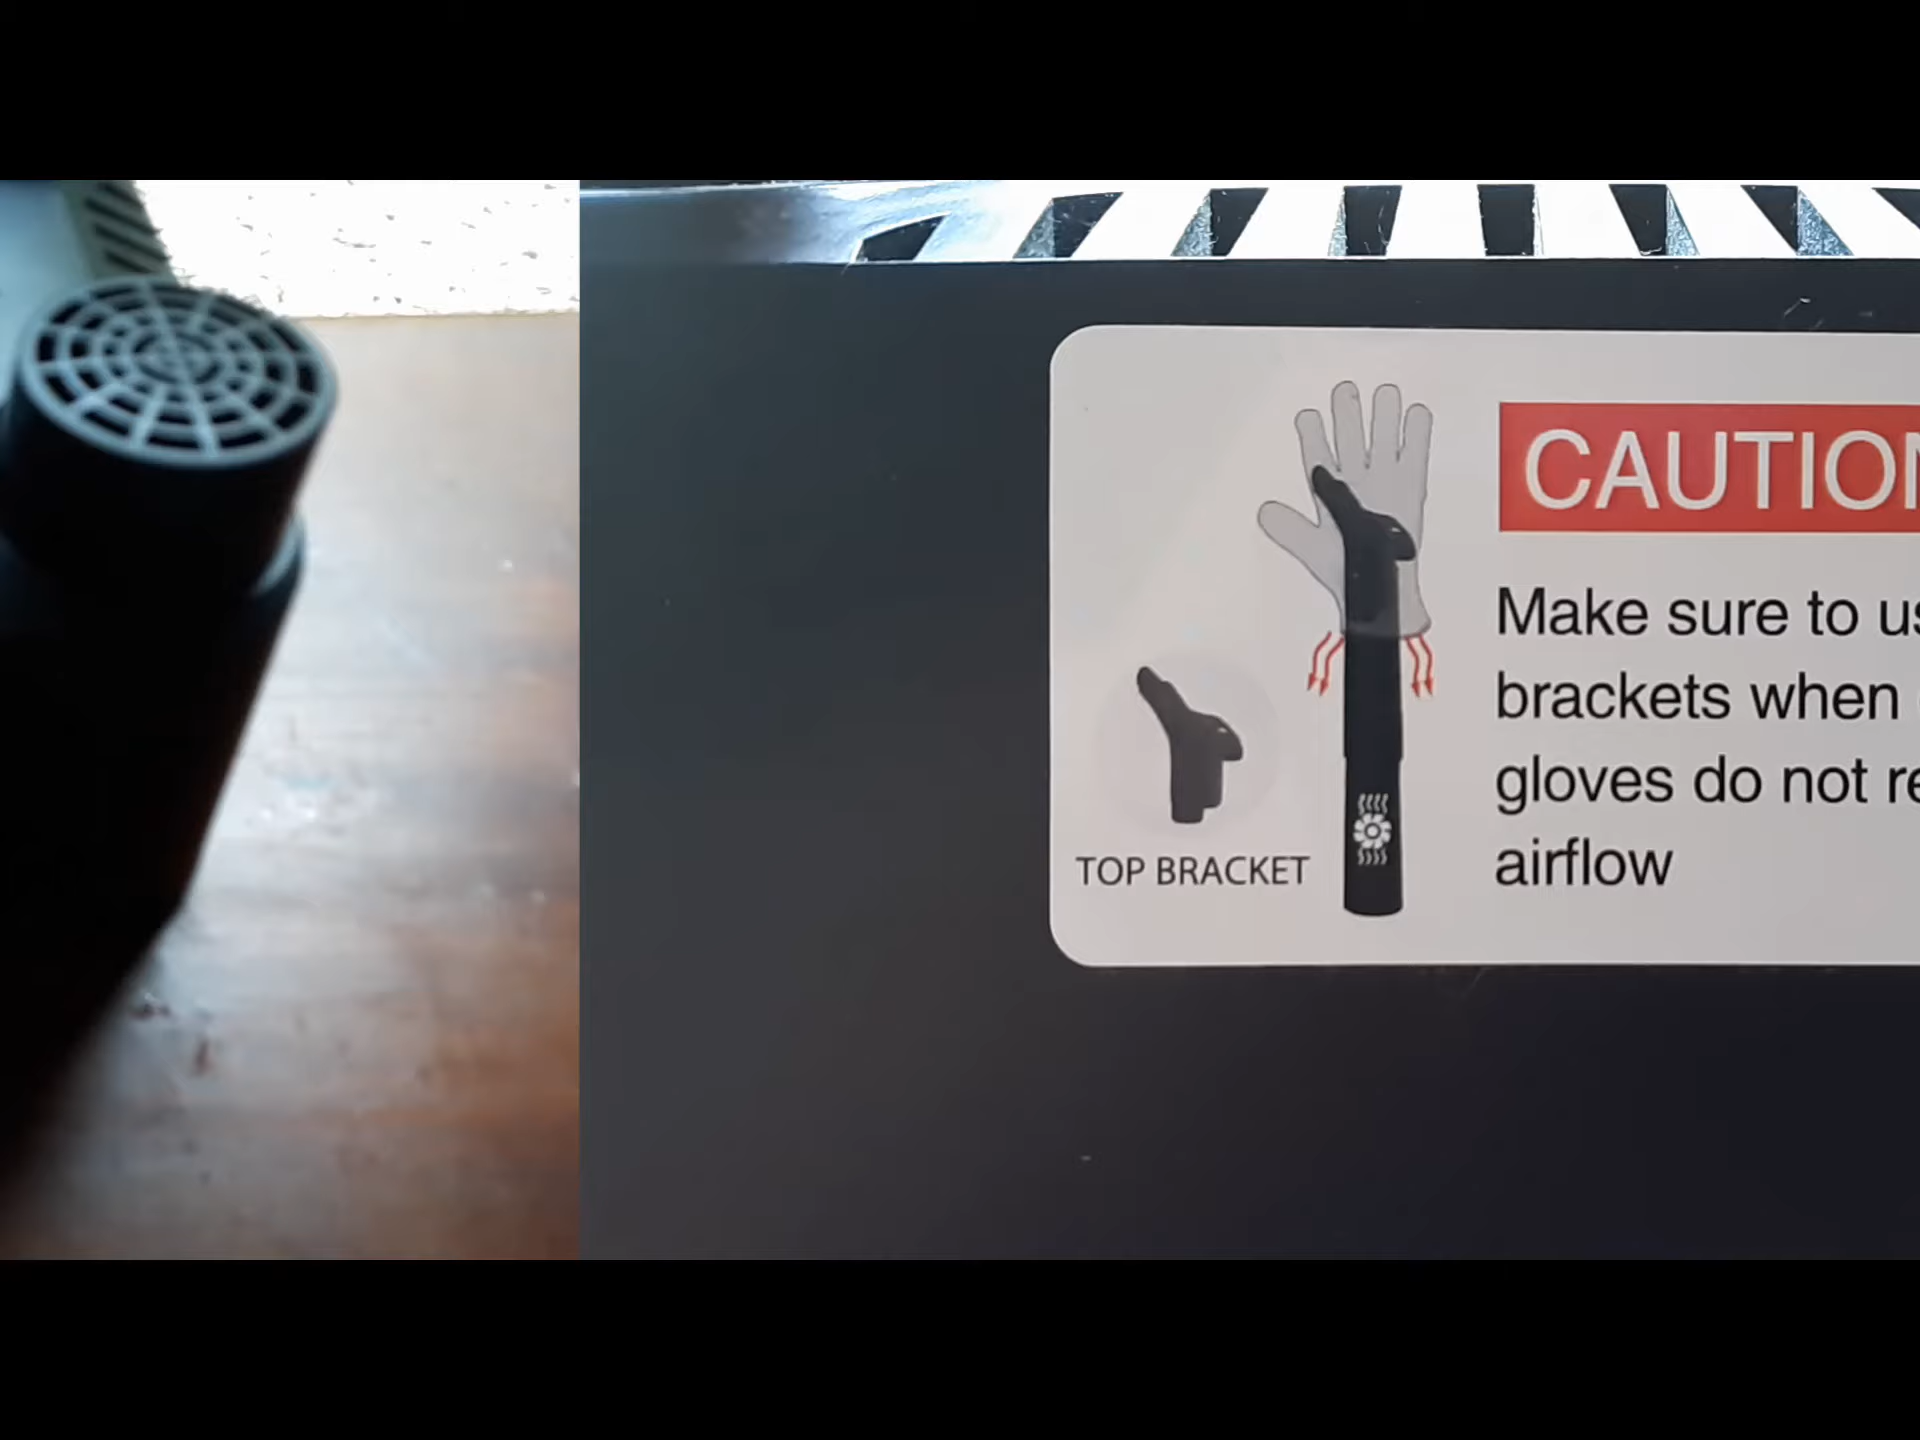 CAUTION
Make sure to us
brackets when
gloves do not re
airflow
TOP BRACKET